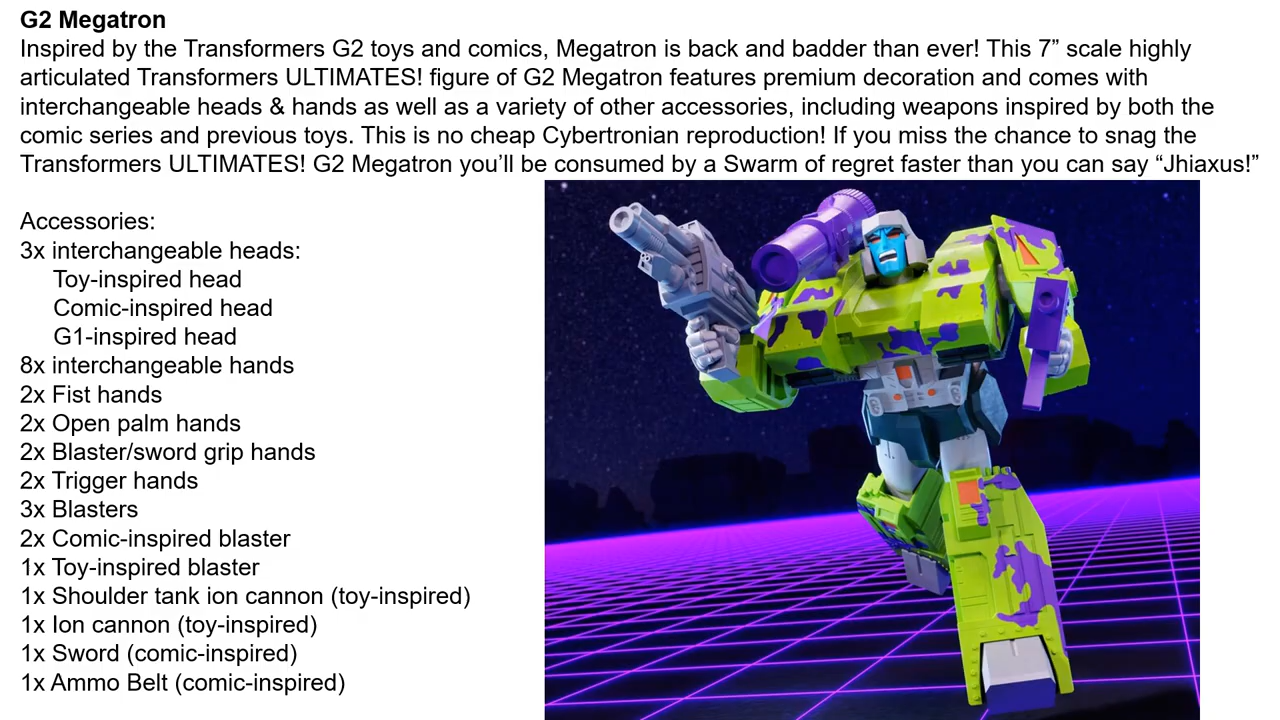 G2 Megatron
Inspired by the Transformers G2 toys and comics, Megatron is back and badder than ever! This 7” scale highly
articulated Transformers ULTIMATES! figure of G2 Megatron features premium decoration and comes with
interchangeable heads & hands as well as a variety of other accessories, including weapons inspired by both the
comic series and previous toys. This is no cheap Cybertronian reproduction! If you miss the chance to snag the
Transformers ULTIMATES! G2 Megatron you’ll be consumed by a Swarm of regret faster than you can say “Jhiaxus!”
Accessories:
3x interchangeable heads:
Toy-inspired head
Comic-inspired head
G1-inspired head
8x interchangeable hands
2x Fist hands
2x Open palm hands
2x Blaster/sword grip hands
2x Trigger hands
3x Blasters
2x Comic-inspired blaster
1x Toy-inspired blaster
1x Shoulder tank ion cannon (toy-inspired)
1x Ion cannon (toy-inspired)
1x Sword (comic-inspired)
1x Ammo Belt (comic-inspired)